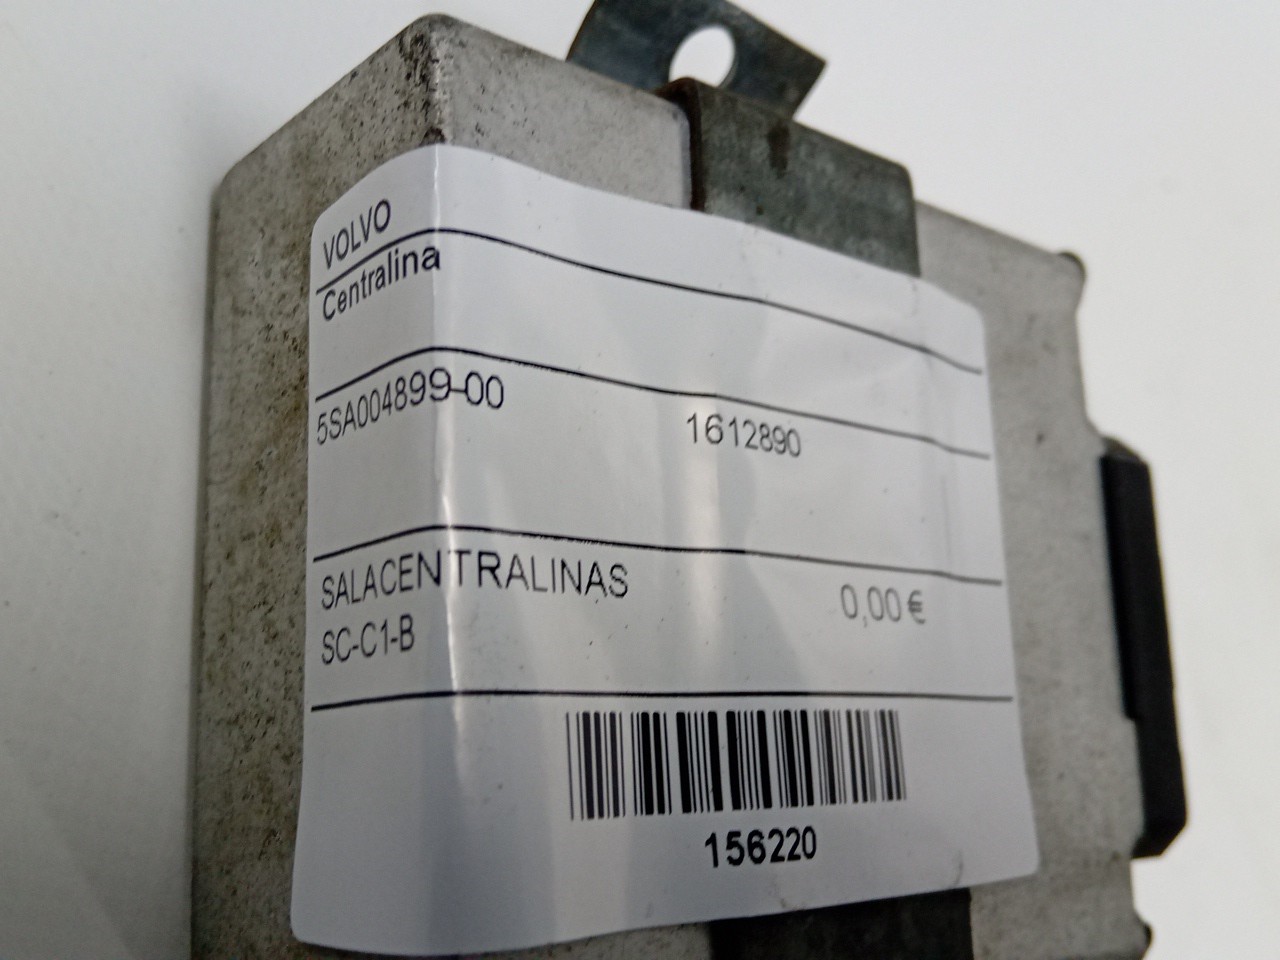 VOLVO
Centralina
5SA004899-00 1612890
SALACENTRALINAS 0,00€
SC-C1-B
156220